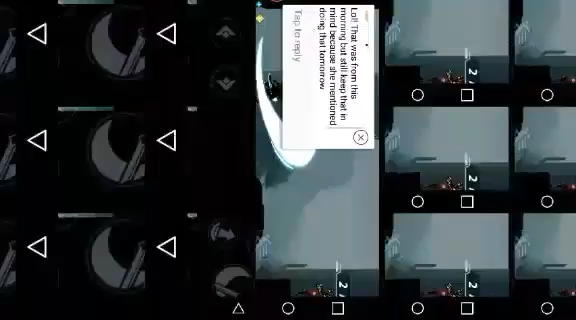 Lol! That was from this
morning but still keep that in
mind because she mentioned
doing that tomorrow
Tap to reply
2
2
2
2